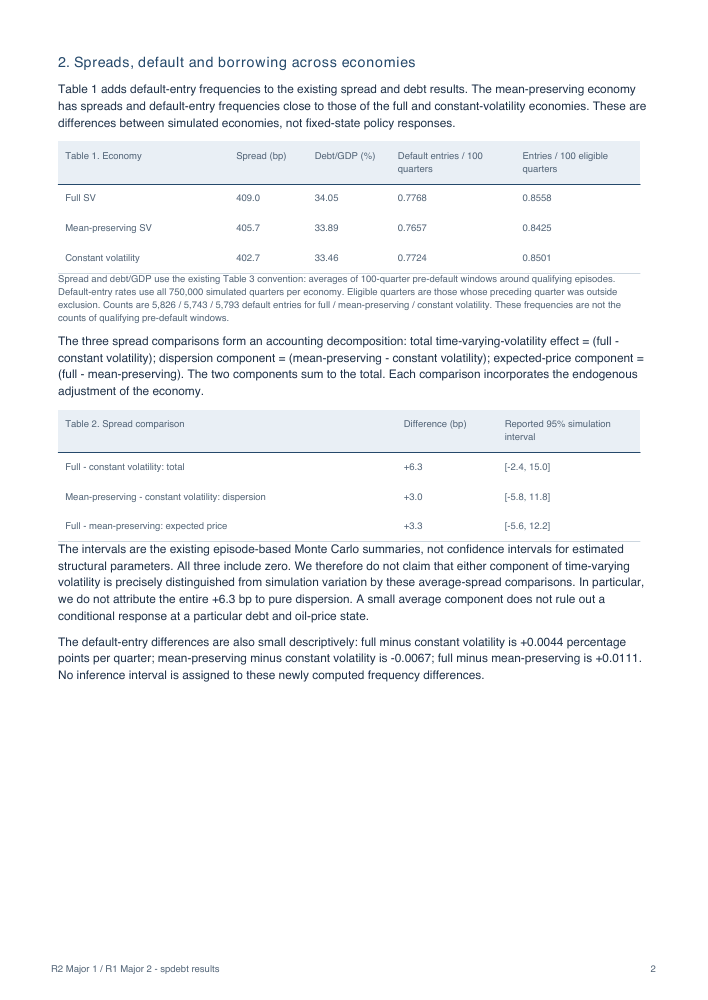 2. Spreads, default and borrowing across economies
Table 1 adds default-entry frequencies to the existing spread and debt results. The mean-preserving economy
has spreads and default-entry frequencies close to those of the full and constant-volatility economies. These are
differences between simulated economies, not fixed-state policy responses.
Table 1. Economy Spread (bp) Debt/GDP (%) Default entries / 100 Entries / 100 eligible
quarters quarters
Full SV 409.0 34.05 0.7768 0.8558
Mean-preserving SV 405.7 33.89 0.7657 0.8425
Constant volatility 402.7 33.46 0.7724 0.8501
Spread and debt/GDP use the existing Table 3 convention: averages of 100-quarter pre-default windows around qualifying episodes.
Default-entry rates use all 750,000 simulated quarters per economy. Eligible quarters are those whose preceding quarter was outside
exclusion. Counts are 5,826 / 5,743 / 5,793 default entries for full / mean-preserving / constant volatility. These frequencies are not the
counts of qualifying pre-default windows.
The three spread comparisons form an accounting decomposition: total time-varying-volatility effect = (full -
constant volatility); dispersion component = (mean-preserving - constant volatility); expected-price component =
(full - mean-preserving). The two components sum to the total. Each comparison incorporates the endogenous
adjustment of the economy.
Table 2. Spread comparison Difference (bp) Reported 95% simulation
interval
Full - constant volatility: total +6.3 [-2.4, 15.0]
Mean-preserving - constant volatility: dispersion +3.0 [-5.8, 11.8]
Full - mean-preserving: expected price +3.3 [-5.6, 12.2]
The intervals are the existing episode-based Monte Carlo summaries, not confidence intervals for estimated
structural parameters. All three include zero. We therefore do not claim that either component of time-varying
volatility is precisely distinguished from simulation variation by these average-spread comparisons. In particular,
we do not attribute the entire +6.3 bp to pure dispersion. A small average component does not rule out a
conditional response at a particular debt and oil-price state.
The default-entry differences are also small descriptively: full minus constant volatility is +0.0044 percentage
points per quarter; mean-preserving minus constant volatility is -0.0067; full minus mean-preserving is +0.0111.
No inference interval is assigned to these newly computed frequency differences.
R2 Major 1 / R1 Major 2 - spdebt results 2